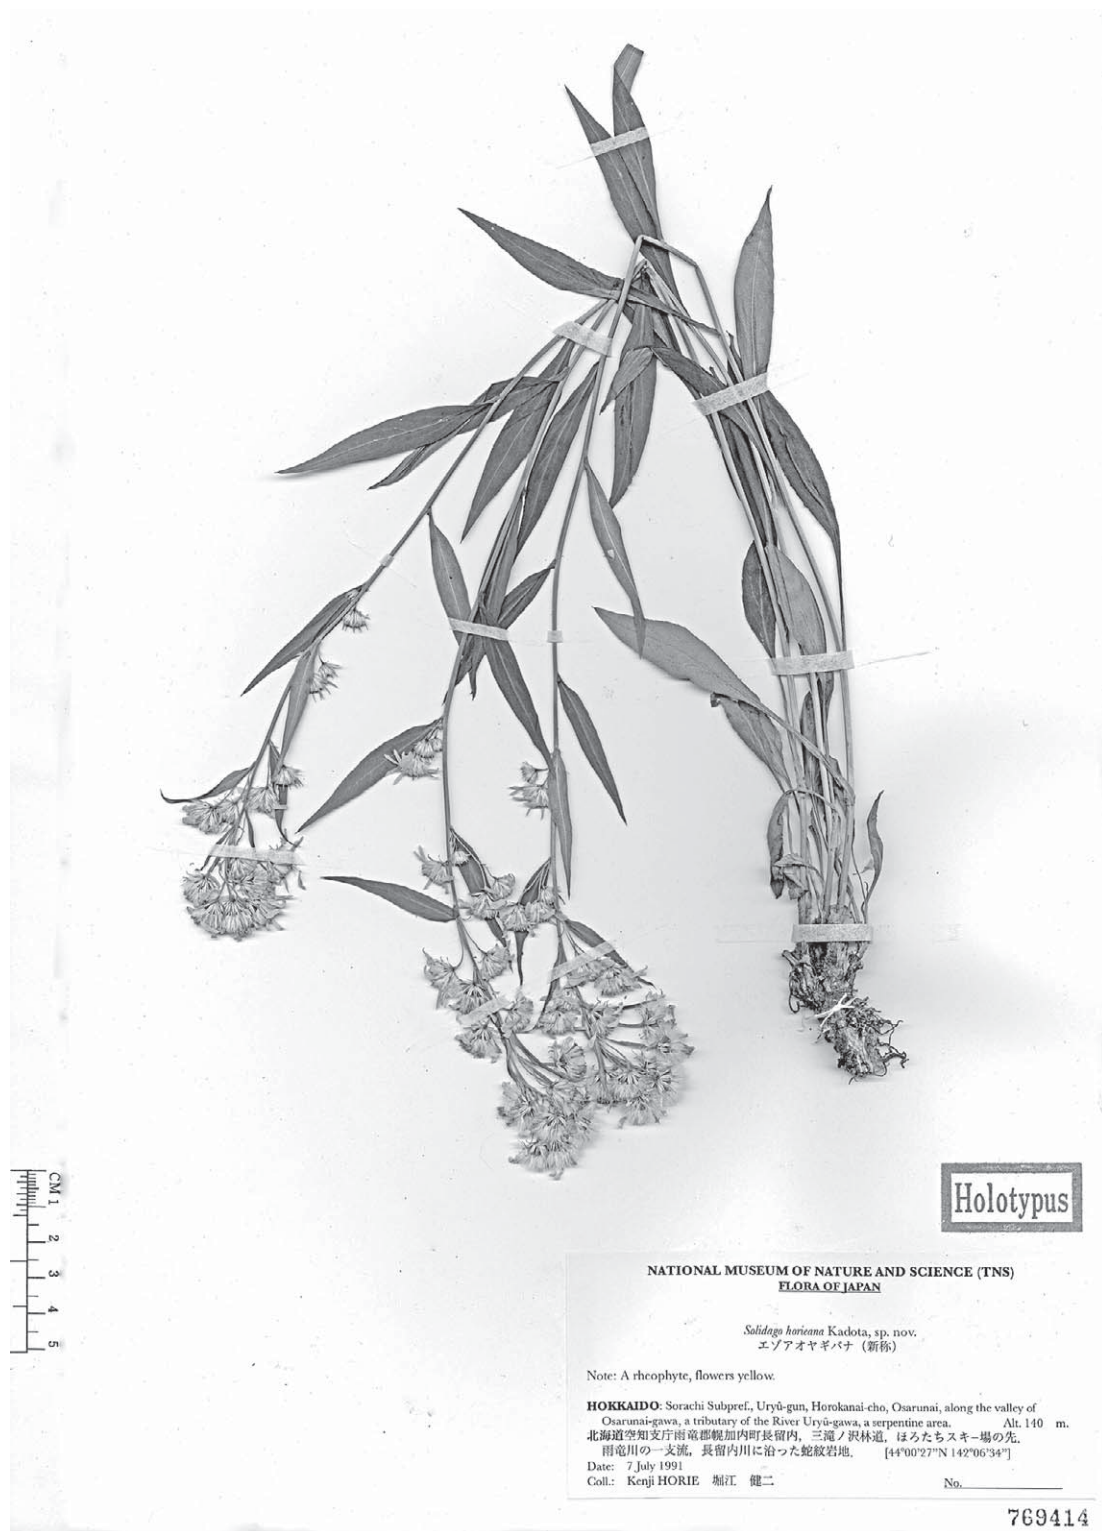 CM 1
2
3
4
5
Holotypus
NATIONAL MUSEUM OF NATURE AND SCIENCE (TNS)
FLORA OF JAPAN
Solidago horieana Kadota, sp. nov.
エゾアオヤギバナ（新称）
Note: A rheophyte, flowers yellow.
HOKKAIDO: Sorachi Subpref., Uryû-gun, Horokanai-cho, Osarunai, along the valley of
Osarunai-gawa, a tributary of the River Uryû-gawa, a serpentine area. Alt. 140 m.
北海道空知支庁雨竜郡幌加内町長留内，三滝ノ沢林道，ほろたちスキー場の先．
雨竜川の一支流，長留内川に沿った蛇紋岩地． [44°00'27”N 142°06'34”]
Date: 7 July 1991
Coll.: Kenji HORIE 堀江 健二 No.
769414